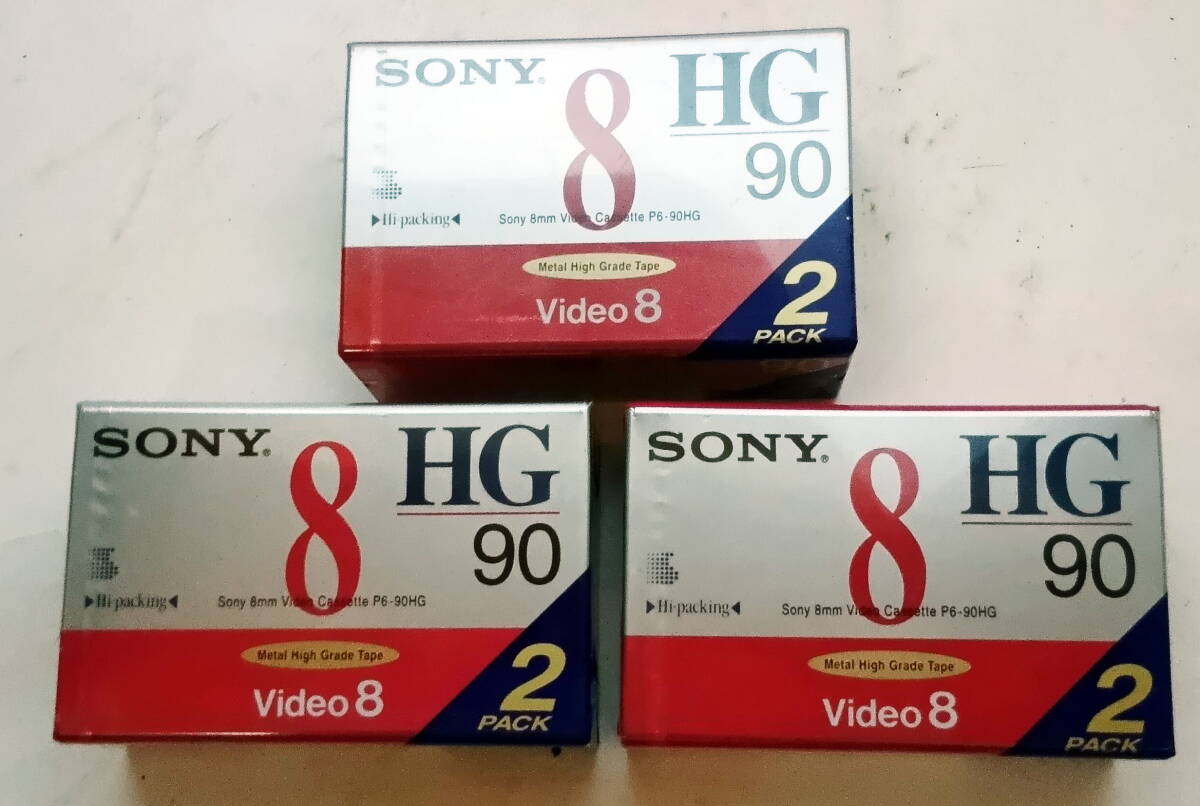 SONY®
8
HG
90
▶Hi-packing◀
Sony 8mm Video Cassette P6-90HG
Metal High Grade Tape
Video 8
2
PACK
SONY®
8
HG
90
▶Hi-packing◀
Sony 8mm Video Cassette P6-90HG
Metal High Grade Tape
Video 8
2
PACK
SONY®
8
HG
90
▶Hi-packing◀
Sony 8mm Video Cassette P6-90HG
Metal High Grade Tape
Video 8
2
PACK